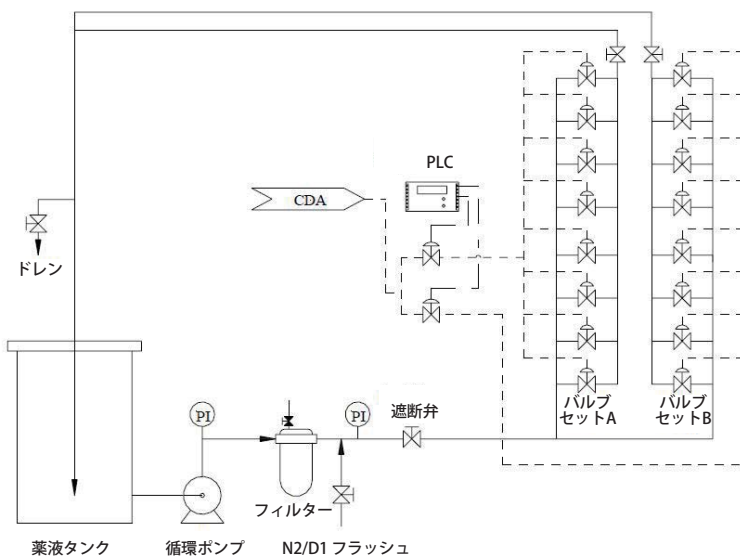 PLC
CDA
ドレン
PI
PI
遮断弁
バルブ
セットA
バルブ
セットB
フィルター
薬液タンク
循環ポンプ
N2/D1 フラッシュ